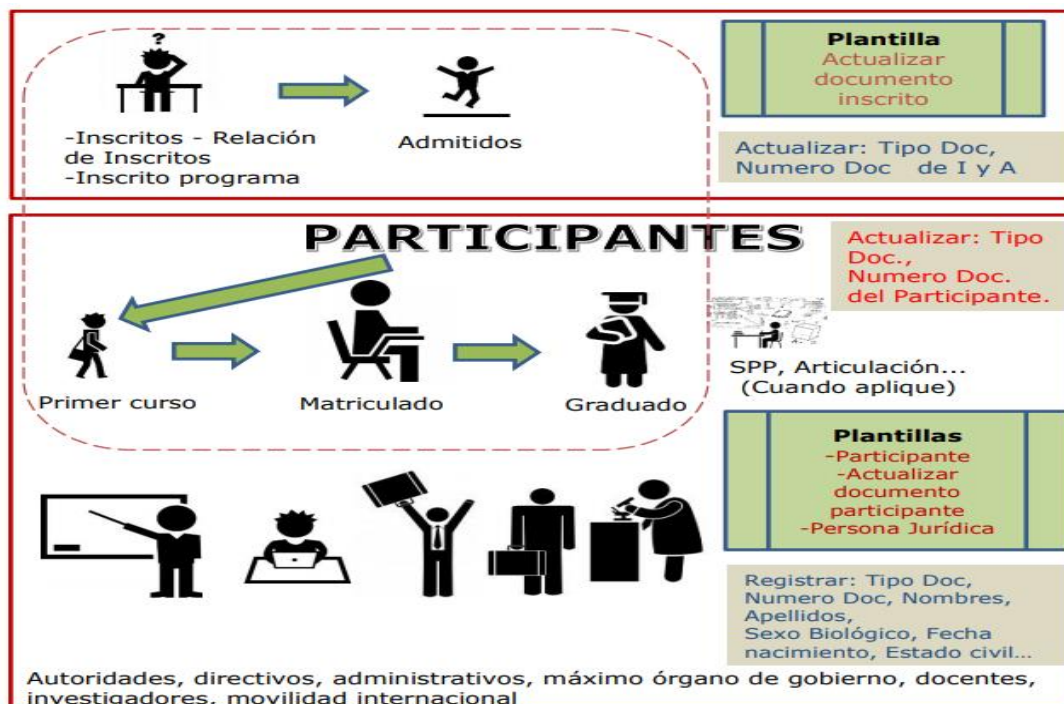 ?
-Inscritos - Relación
de Inscritos
-Inscrito programa
Admitidos
Plantilla
Actualizar
documento
inscrito
Actualizar: Tipo Doc,
Numero Doc de I y A
PARTICIPANTES
Actualizar: Tipo
Doc.,
Numero Doc.
del Participante.
Primer curso
Matriculado
Graduado
SPP, Articulación...
(Cuando aplique)
Plantillas
-Participante
-Actualizar
documento
participante
-Persona Jurídica
Registrar: Tipo Doc,
Numero Doc, Nombres,
Apellidos,
Sexo Biológico, Fecha
nacimiento, Estado civil...
Autoridades, directivos, administrativos, máximo órgano de gobierno, docentes,
investigadores, movilidad internacional